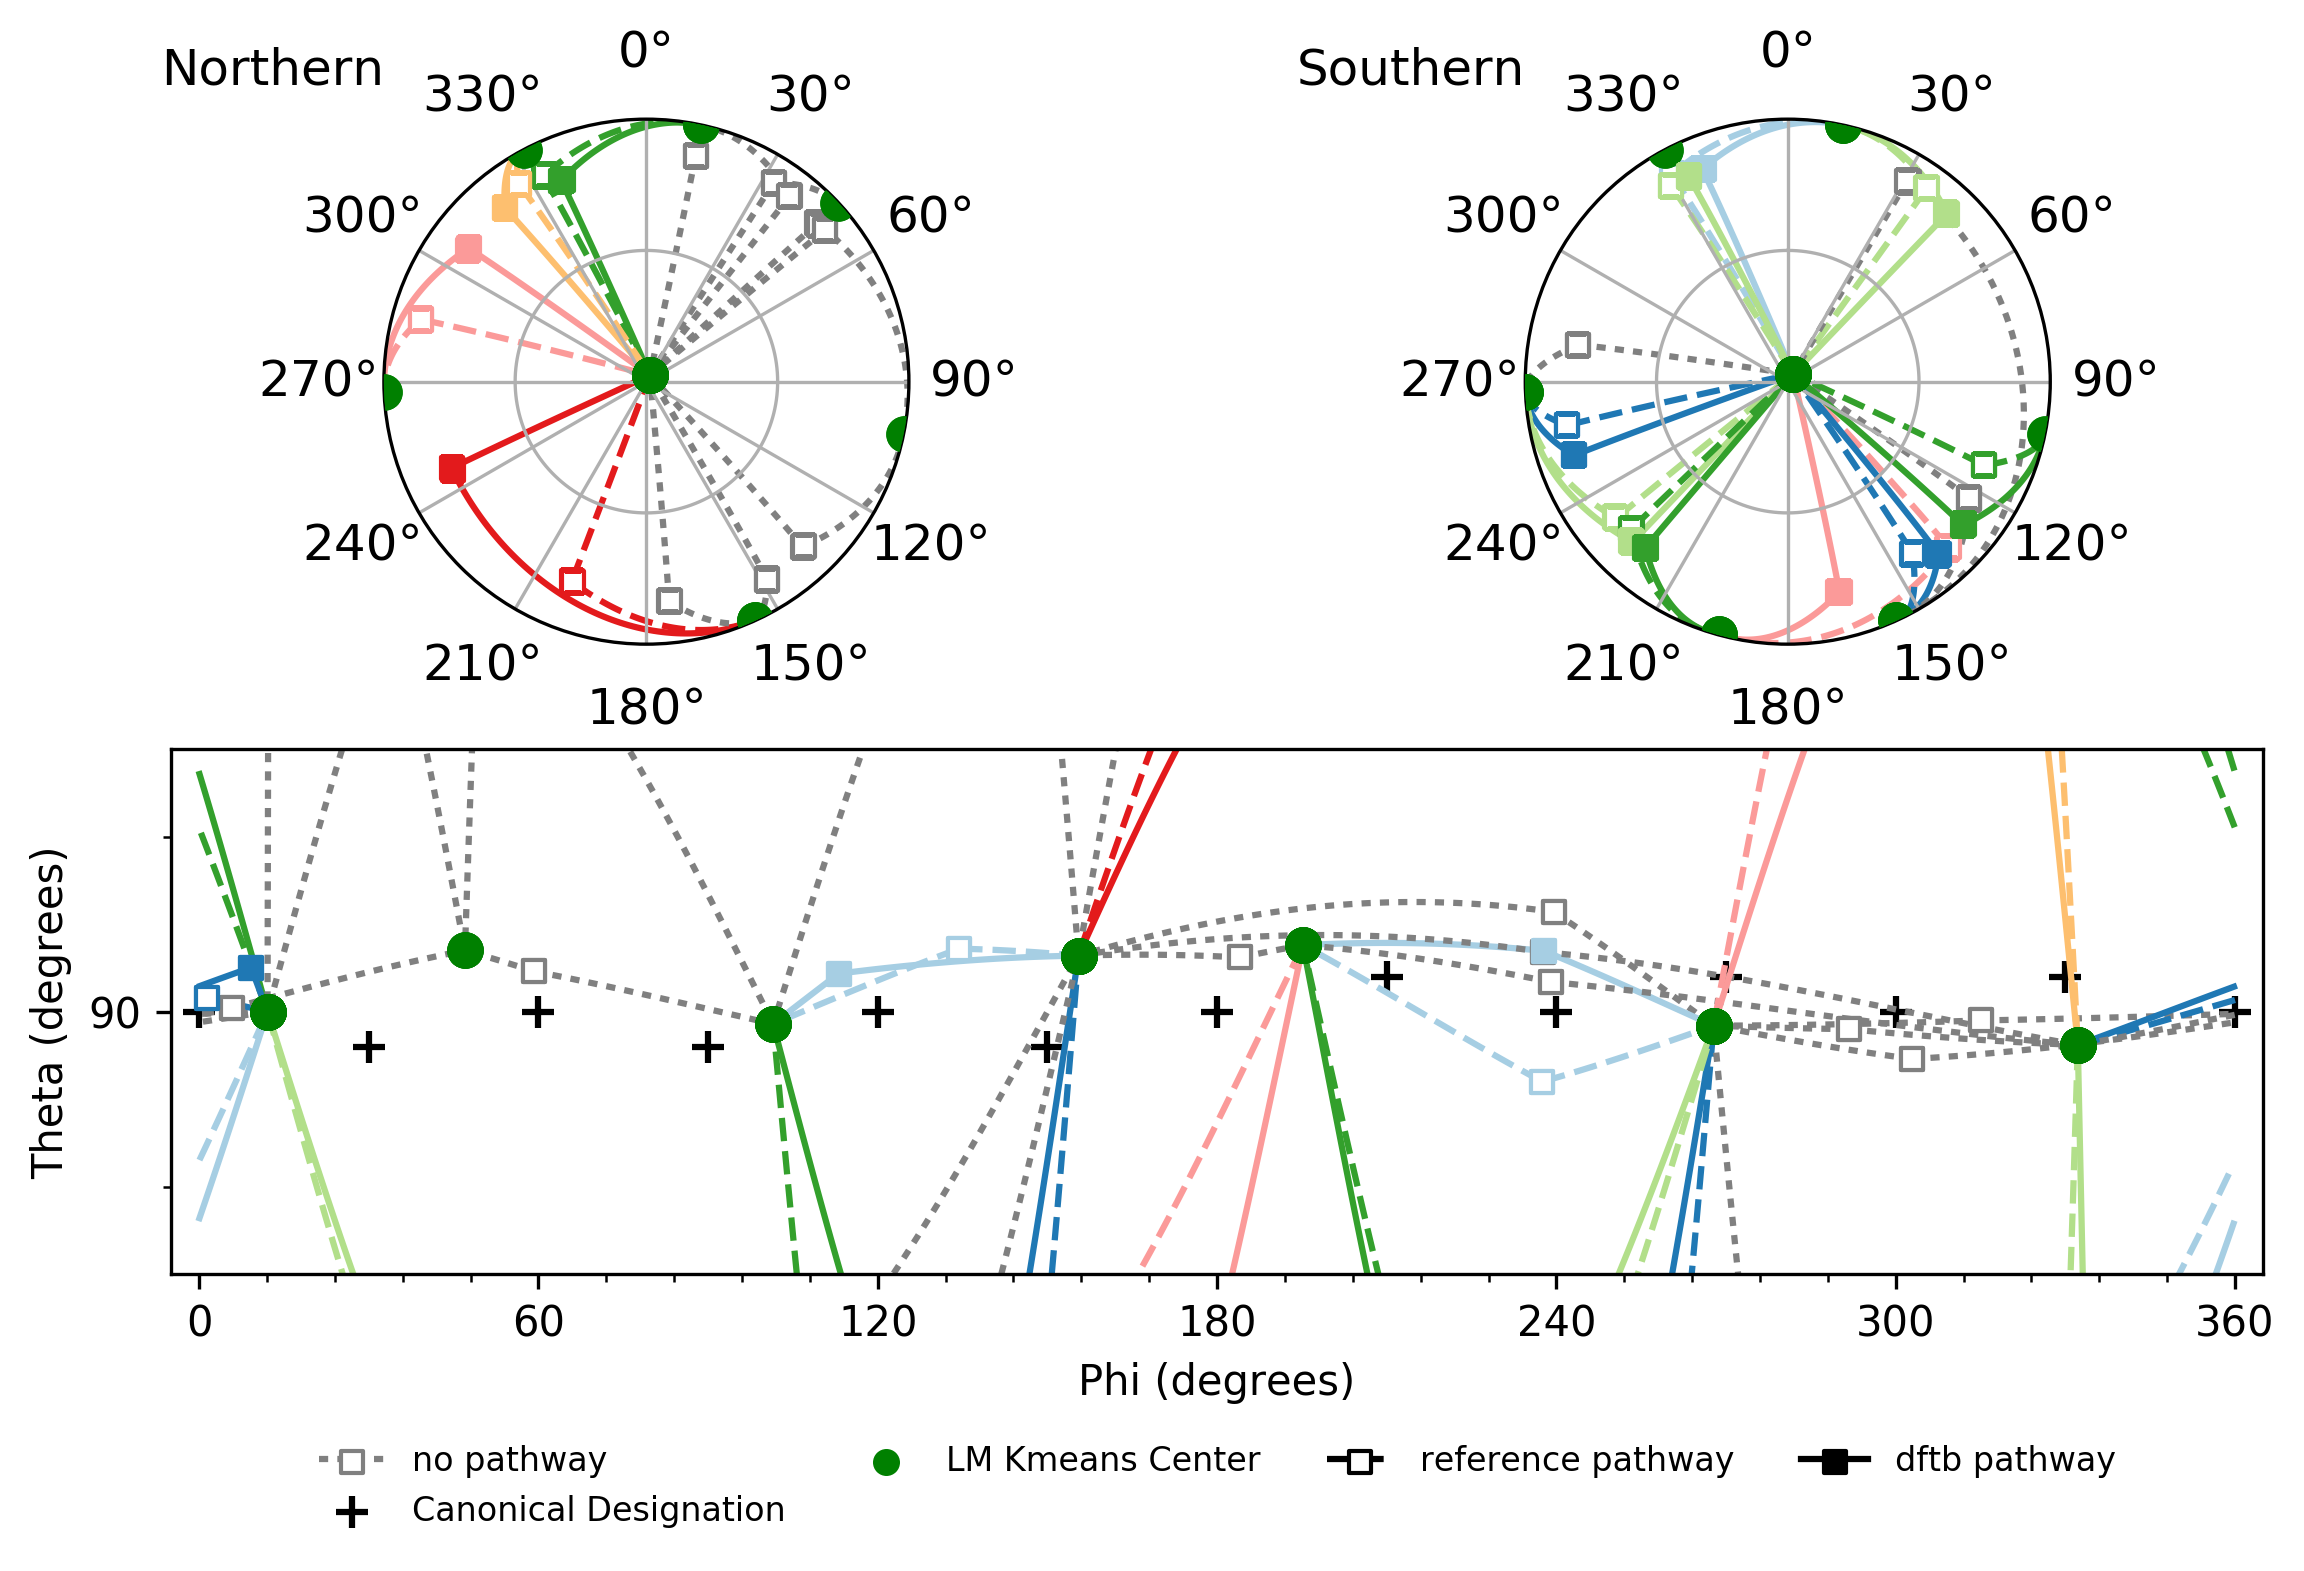 Northern
0°
30°
60°
90°
120°
150°
180°
210°
240°
270°
300°
330°
Southern
0°
30°
60°
90°
120°
150°
180°
210°
240°
270°
300°
330°
Theta (degrees)
90
0 60 120 180 240 300 360
Phi (degrees)
no pathway
LM Kmeans Center
reference pathway
dftb pathway
Canonical Designation